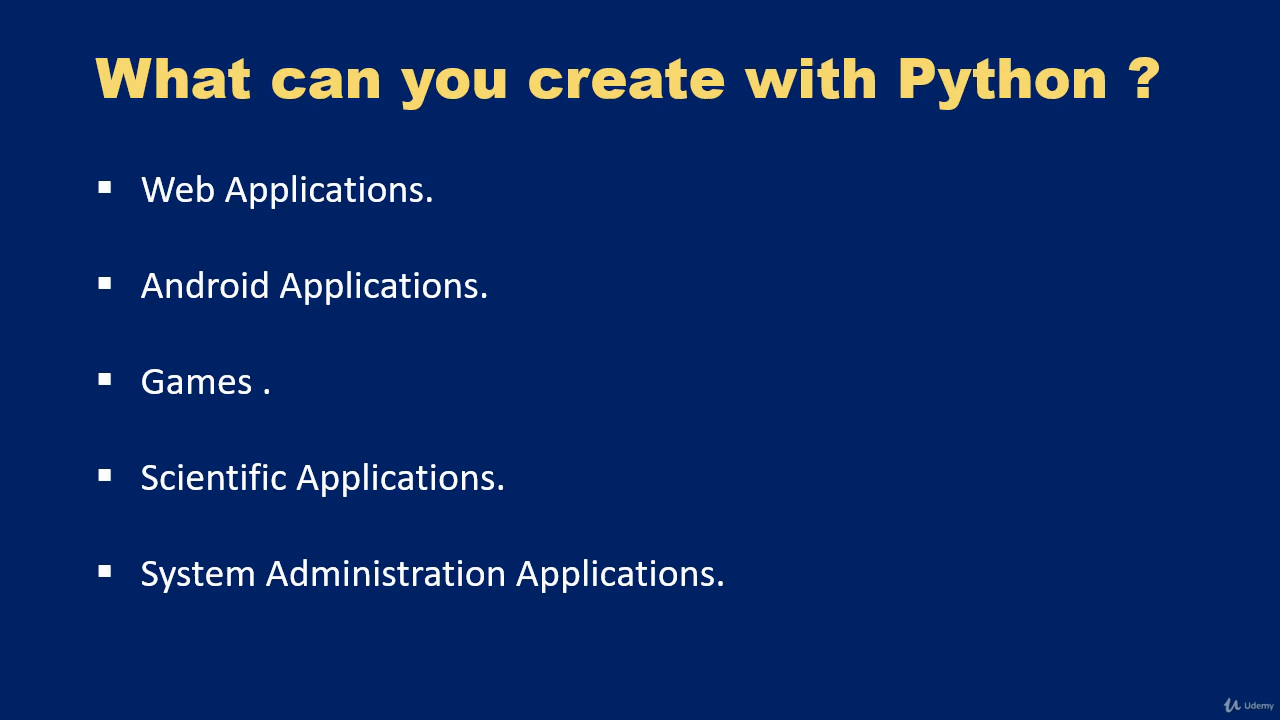 What can you create with Python ?
▪ Web Applications.
▪ Android Applications.
▪ Games .
▪ Scientific Applications.
▪ System Administration Applications.
Udemy